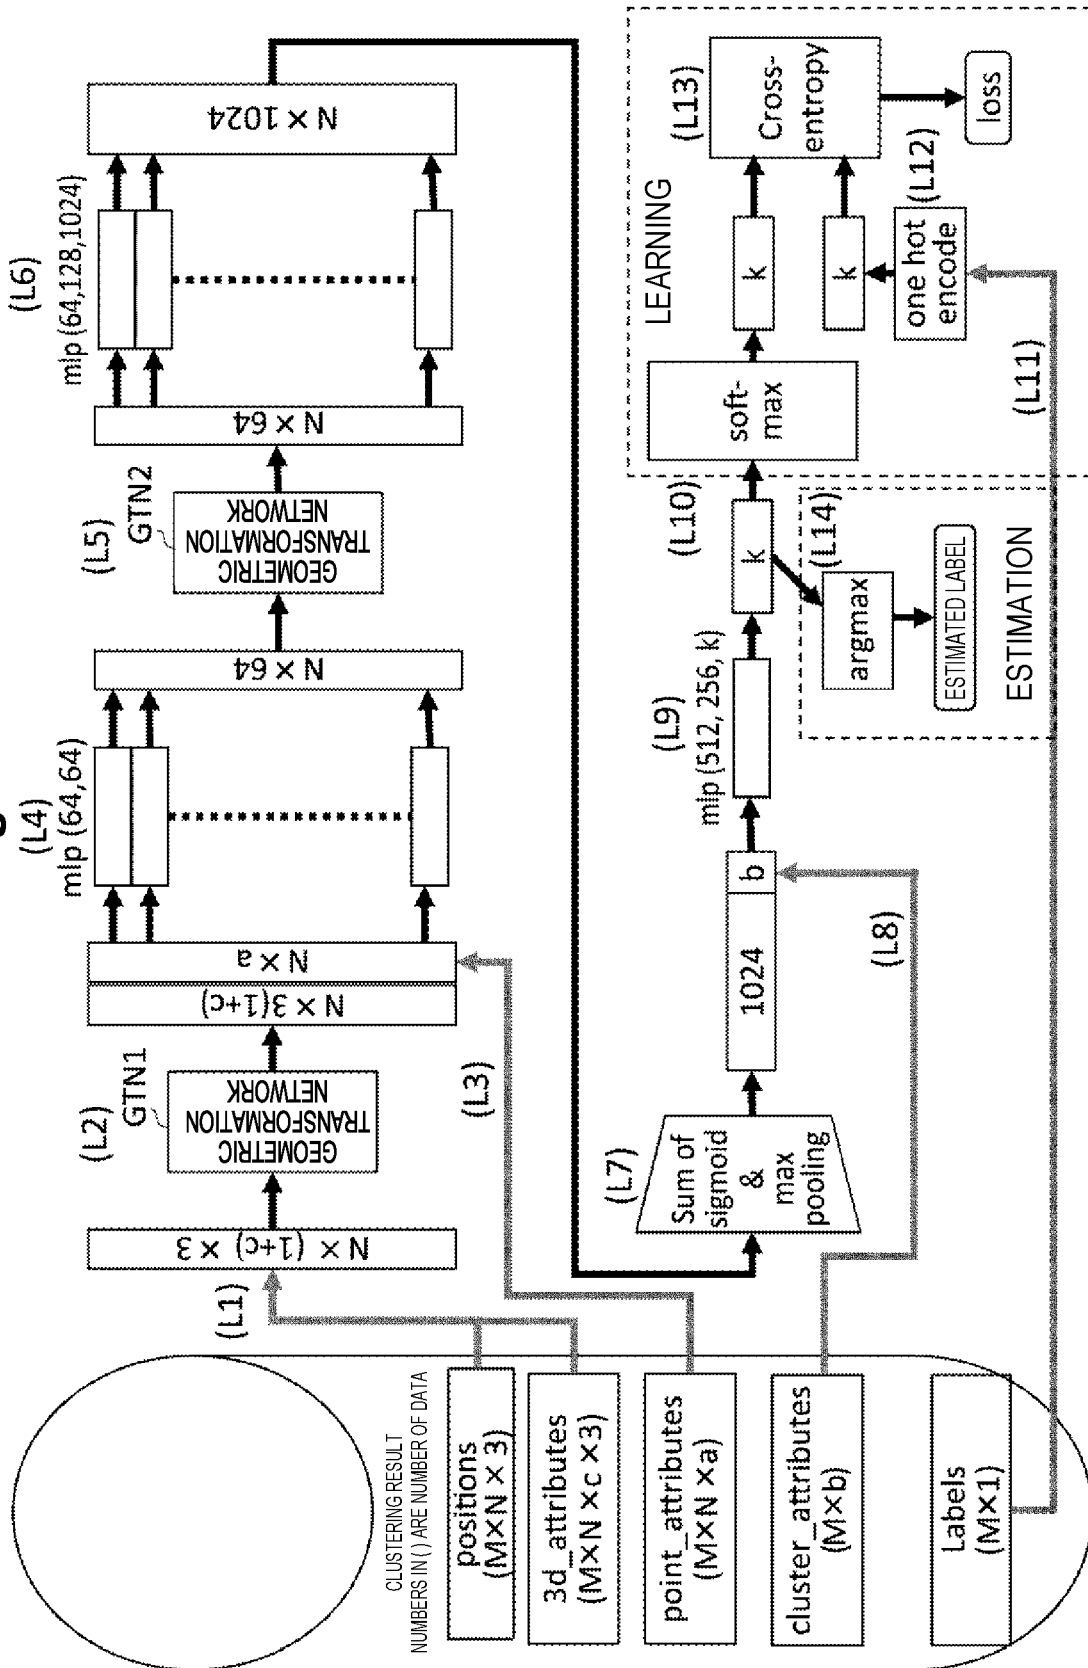 CLUSTERING RESULT
NUMBERS IN ( ) ARE NUMBER OF DATA
positions
(M×N×3)
3d_attributes
(M×N×c×3)
point_attributes
(M×N×a)
cluster_attributes
(M×b)
Labels
(M×1)
(L1)
N×(1+c)×3
(L2)
GTN1
GEOMETRIC
TRANSFORMATION
NETWORK
(L3)
N×3(1+c)
N×a
(L4)
mlp (64,64)
N×64
(L5)
GTN2
GEOMETRIC
TRANSFORMATION
NETWORK
N×64
(L6)
mlp (64,128,1024)
N×1024
(L7)
Sum of
sigmoid
&
max
pooling
1024
b
(L8)
(L9)
mlp (512, 256, k)
(L10)
k
(L14)
argmax
ESTIMATED LABEL
ESTIIMATION
LEARNING
soft-
max
k
k
(L11)
(L12)
one hot
encode
(L13)
Cross-
entropy
loss